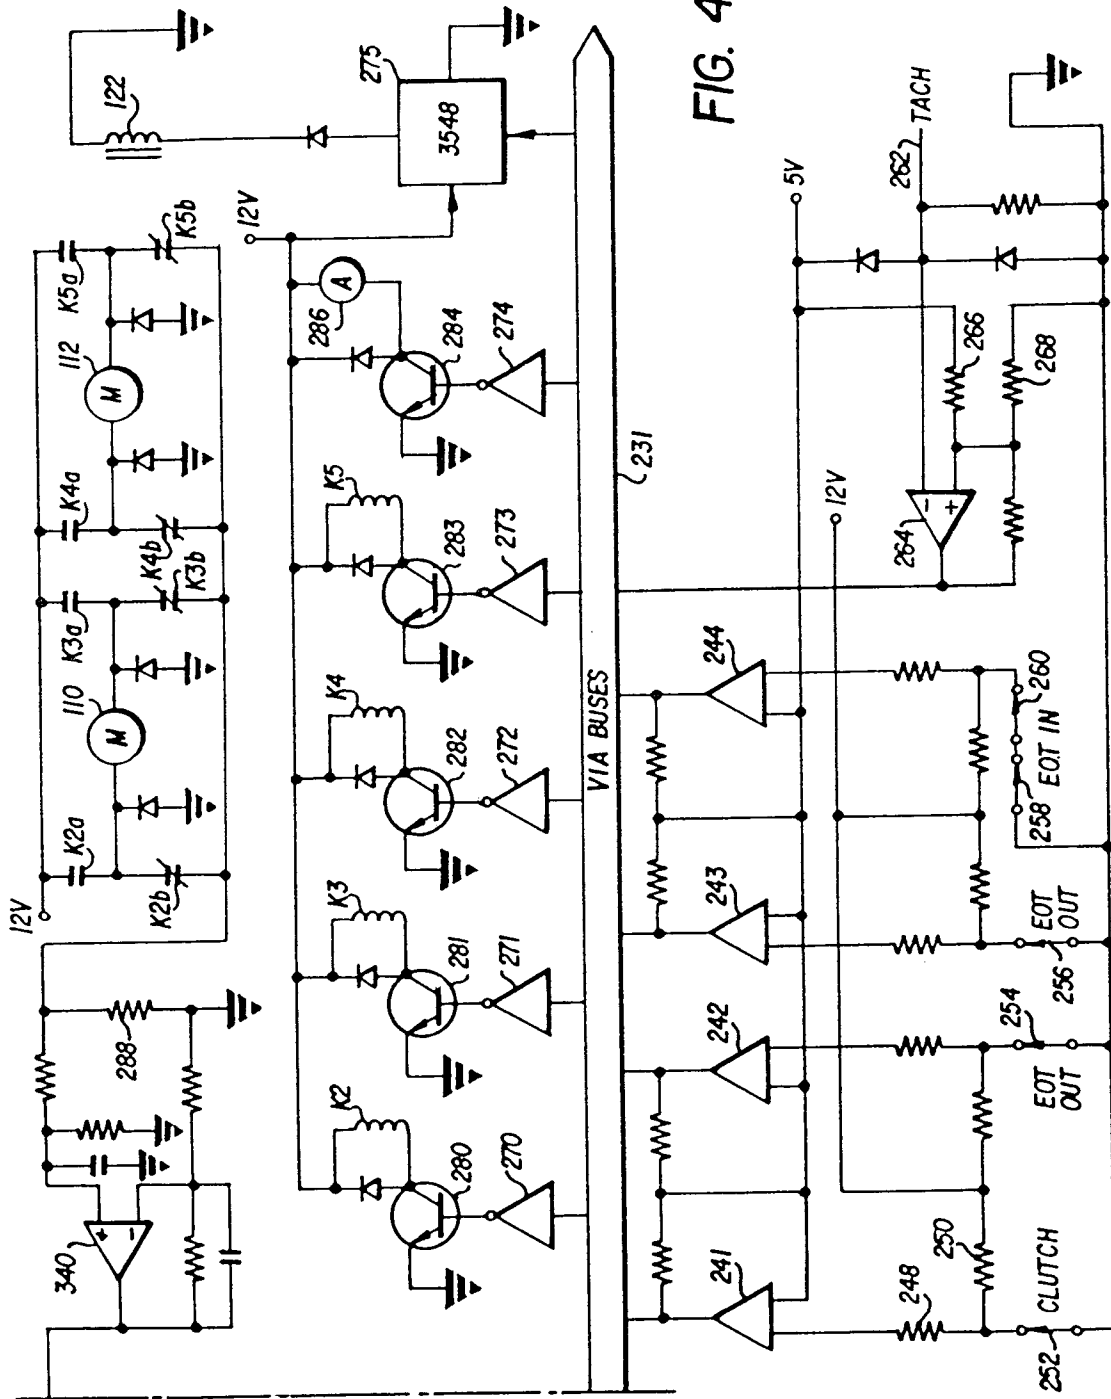 FIG. 4
12V
K2a
K2b
110
M
K3a
K3b
K4a
K4b
112
M
K5a
K5b
122
340
+
-
288
12V
275
3548
K2
280
270
K3
281
271
K4
282
272
K5
283
273
286
A
284
274
VIA BUSES
231
241
242
243
244
264
-
+
266
268
262
TACH
5V
12V
248
250
252
CLUTCH
254
EOT
OUT
256
EOT
OUT
258
EOT IN
260